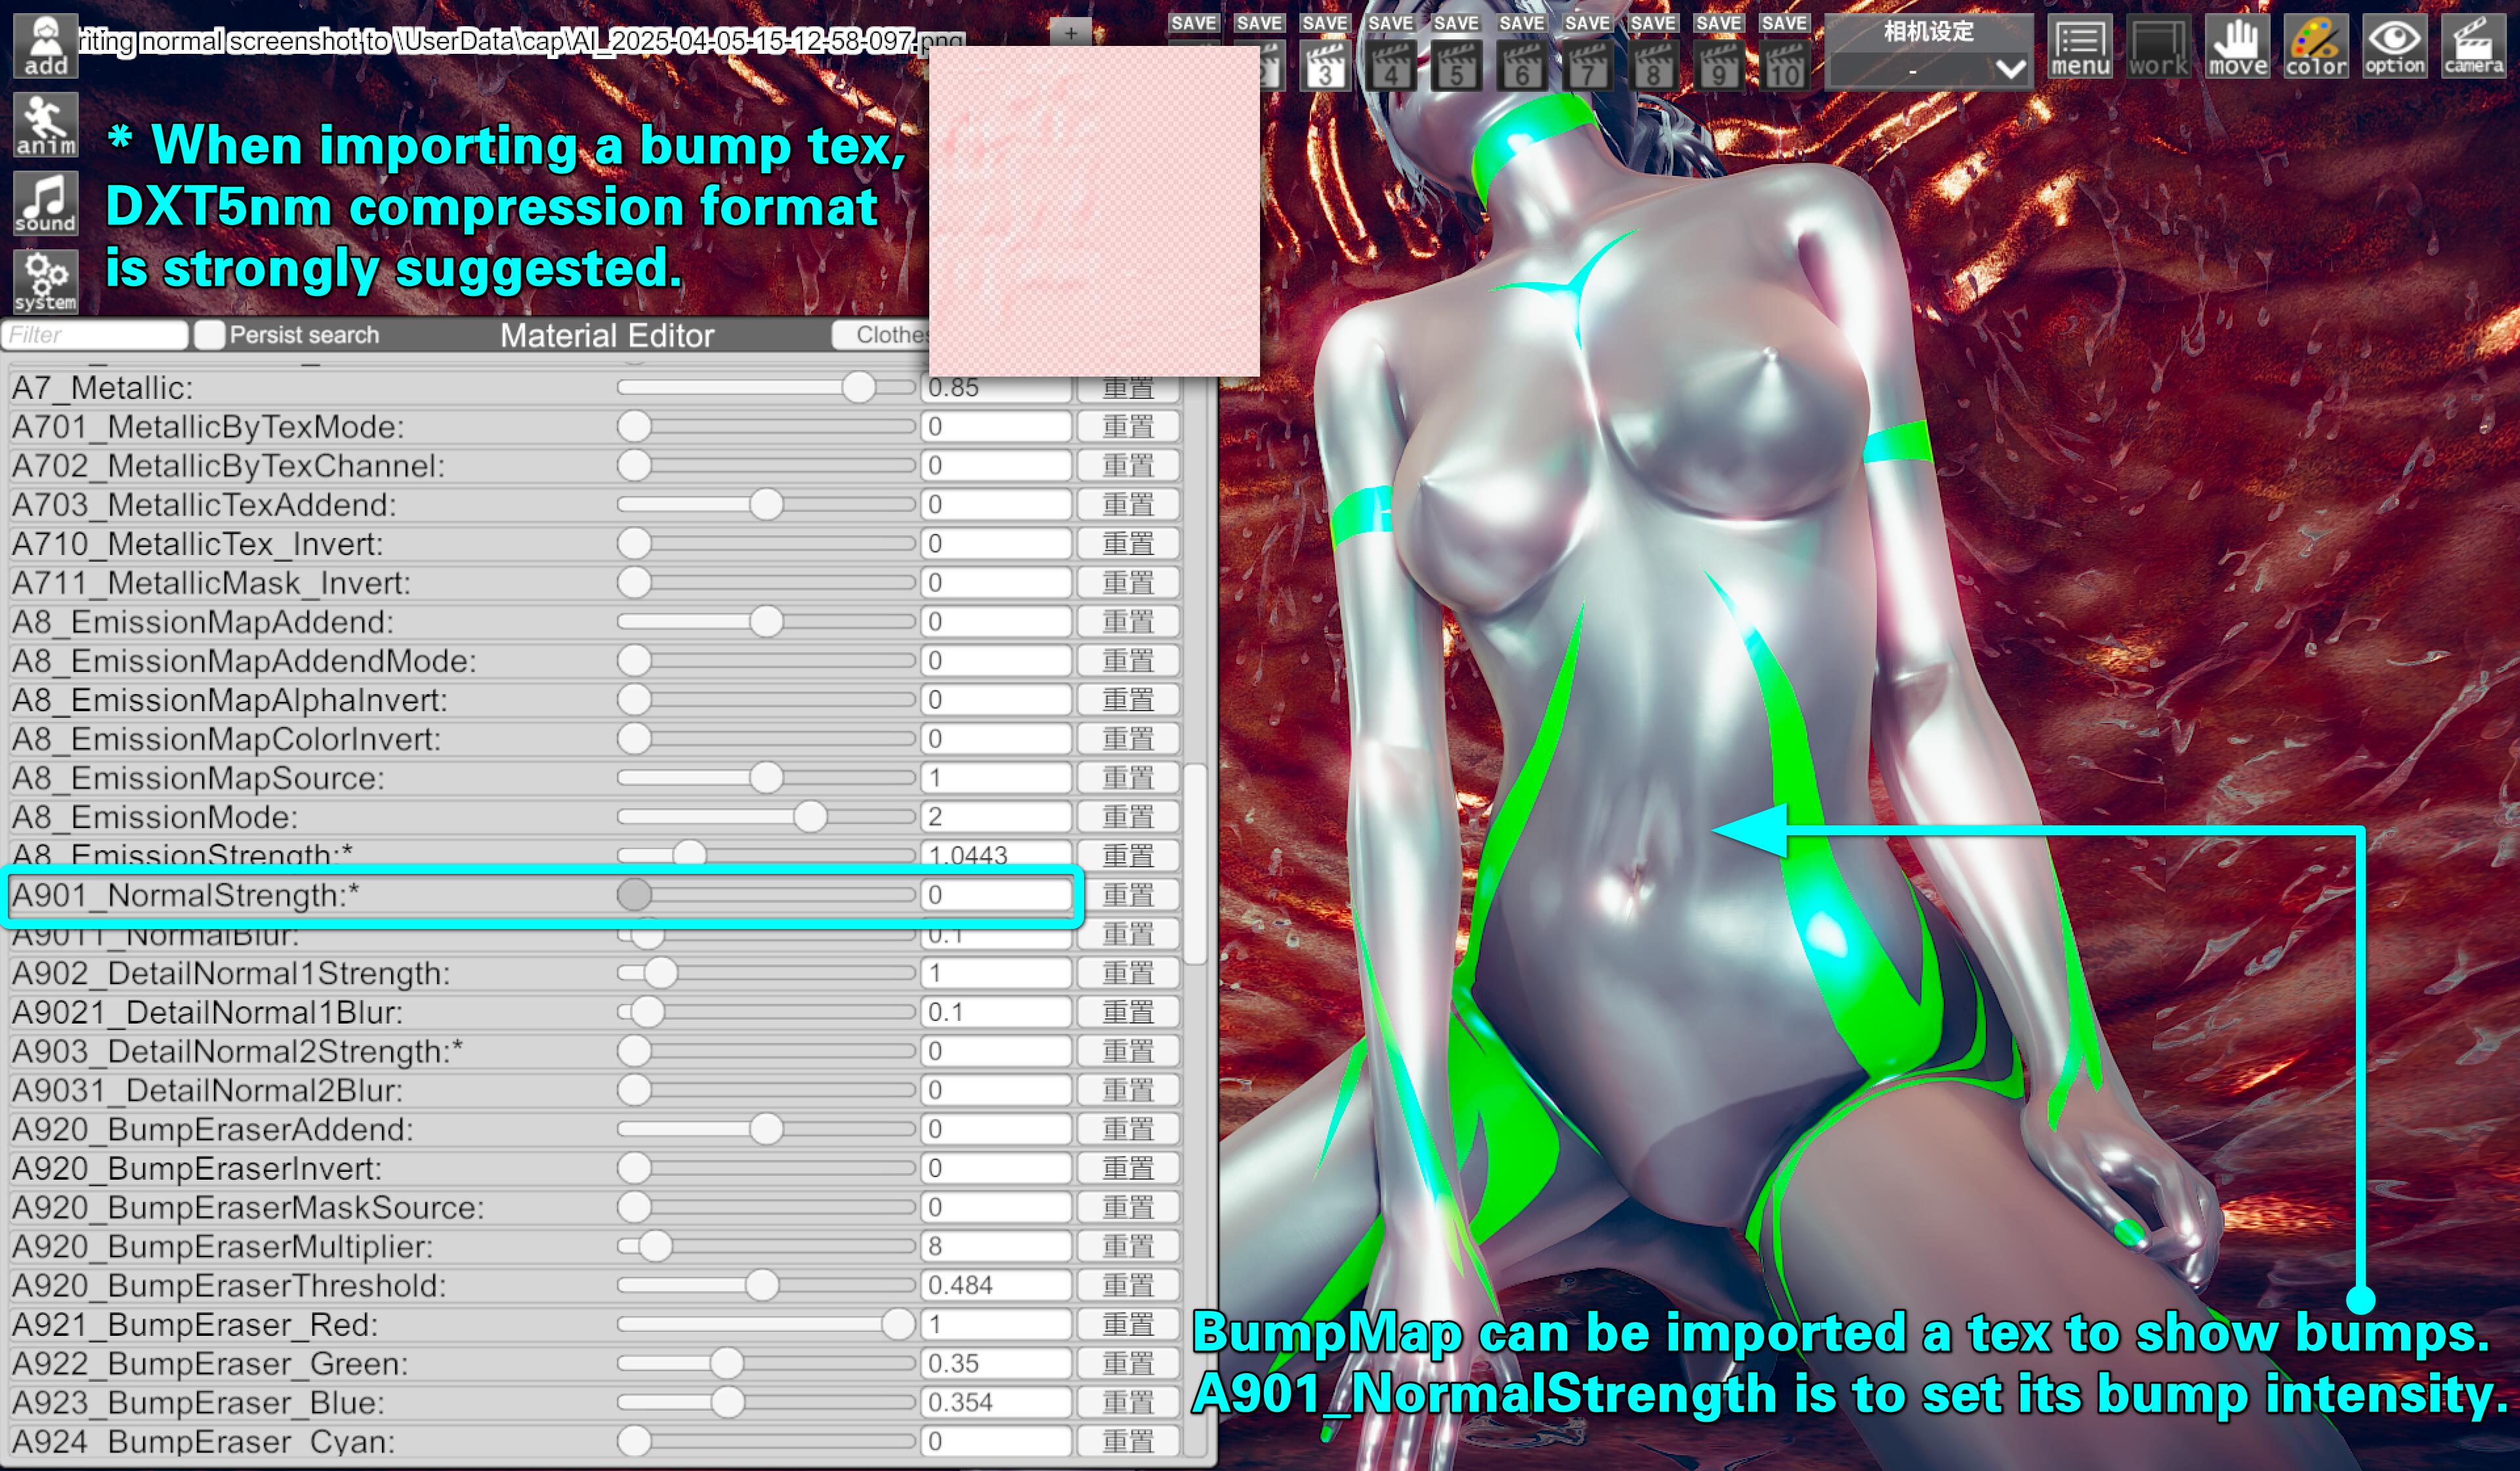 riting normal screenshot to \UserData\cap\AI_2025-04-05-15-12-58-097.png
+
SAVE SAVE SAVE SAVE SAVE SAVE SAVE SAVE SAVE SAVE
2 3 4 5 6 7 8 9 10
相机设定
-
menu work move color option camera
add
anim
sound
system
* When importing a bump tex,
DXT5nm compression format
is strongly suggested.
Filter Persist search Material Editor Clothes
A7_Metallic: 0.85 重置
A701_MetallicByTexMode: 0 重置
A702_MetallicByTexChannel: 0 重置
A703_MetallicTexAddend: 0 重置
A710_MetallicTex_Invert: 0 重置
A711_MetallicMask_Invert: 0 重置
A8_EmissionMapAddend: 0 重置
A8_EmissionMapAddendMode: 0 重置
A8_EmissionMapAlphaInvert: 0 重置
A8_EmissionMapColorInvert: 0 重置
A8_EmissionMapSource: 1 重置
A8_EmissionMode: 2 重置
A8_EmissionStrength:* 1.0443 重置
A901_NormalStrength:* 0 重置
A9011_NormalBlur: 0.1 重置
A902_DetailNormal1Strength: 1 重置
A9021_DetailNormal1Blur: 0.1 重置
A903_DetailNormal2Strength:* 0 重置
A9031_DetailNormal2Blur: 0 重置
A920_BumpEraserAddend: 0 重置
A920_BumpEraserInvert: 0 重置
A920_BumpEraserMaskSource: 0 重置
A920_BumpEraserMultiplier: 8 重置
A920_BumpEraserThreshold: 0.484 重置
A921_BumpEraser_Red: 1 重置
A922_BumpEraser_Green: 0.35 重置
A923_BumpEraser_Blue: 0.354 重置
A924_BumpEraser_Cyan: 0 重置
BumpMap can be imported a tex to show bumps.
A901_NormalStrength is to set its bump intensity.